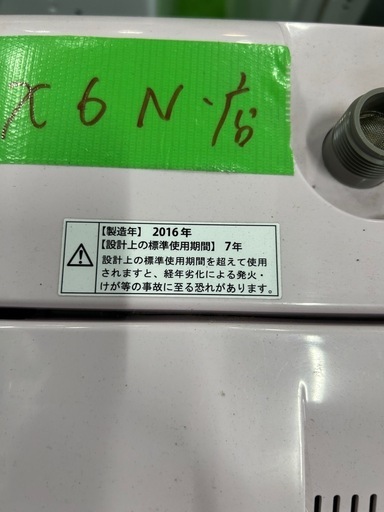 X6N.店
【製造年】 2016年
【設計上の標準使用期間】 7年
設計上の標準使用期間を超えて使用
されますと、経年劣化による発火・
けが等の事故に至る恐れがあります。